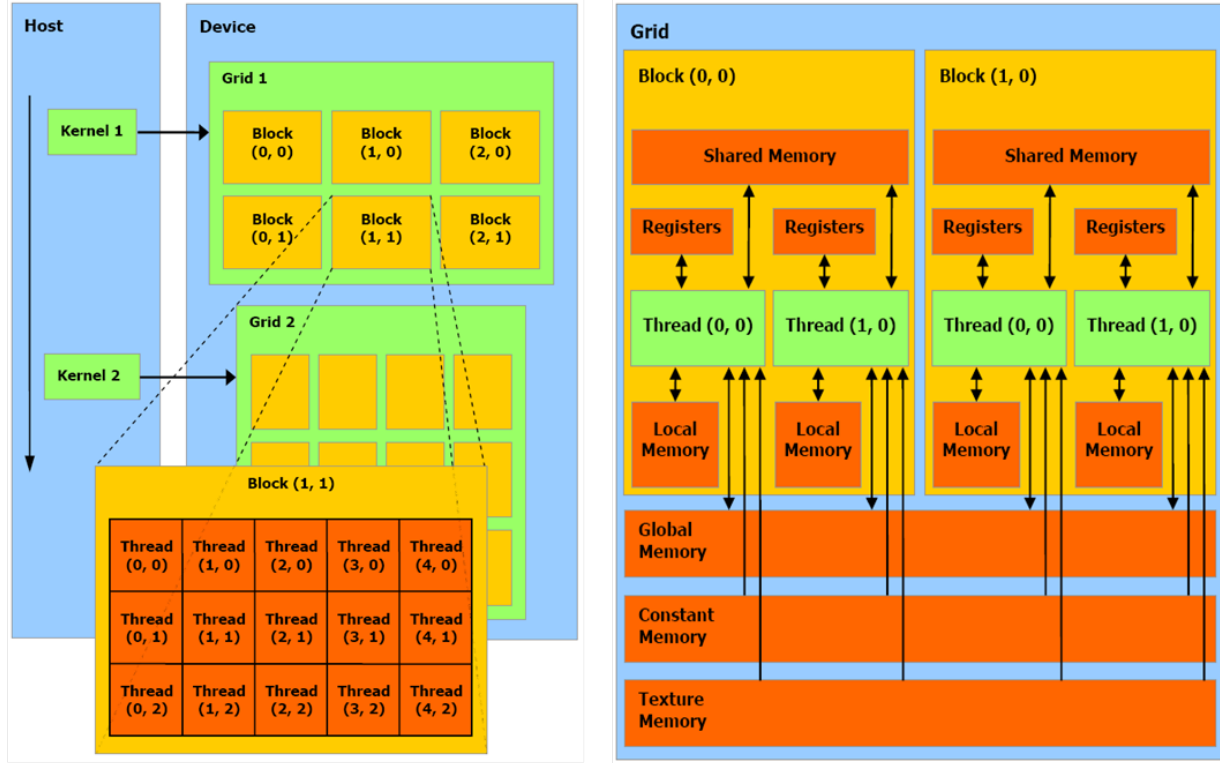 Host
Device
Grid 1
Kernel 1
Block
(0, 0)
Block
(1, 0)
Block
(2, 0)
Block
(0, 1)
Block
(1, 1)
Block
(2, 1)
Grid 2
Kernel 2
Block (1, 1)
Thread
(0, 0)
Thread
(1, 0)
Thread
(2, 0)
Thread
(3, 0)
Thread
(4, 0)
Thread
(0, 1)
Thread
(1, 1)
Thread
(2, 1)
Thread
(3, 1)
Thread
(4, 1)
Thread
(0, 2)
Thread
(1, 2)
Thread
(2, 2)
Thread
(3, 2)
Thread
(4, 2)
Grid
Block (0, 0)
Shared Memory
Registers
Registers
Thread (0, 0)
Thread (1, 0)
Local
Memory
Local
Memory
Block (1, 0)
Shared Memory
Registers
Registers
Thread (0, 0)
Thread (1, 0)
Local
Memory
Local
Memory
Global
Memory
Constant
Memory
Texture
Memory